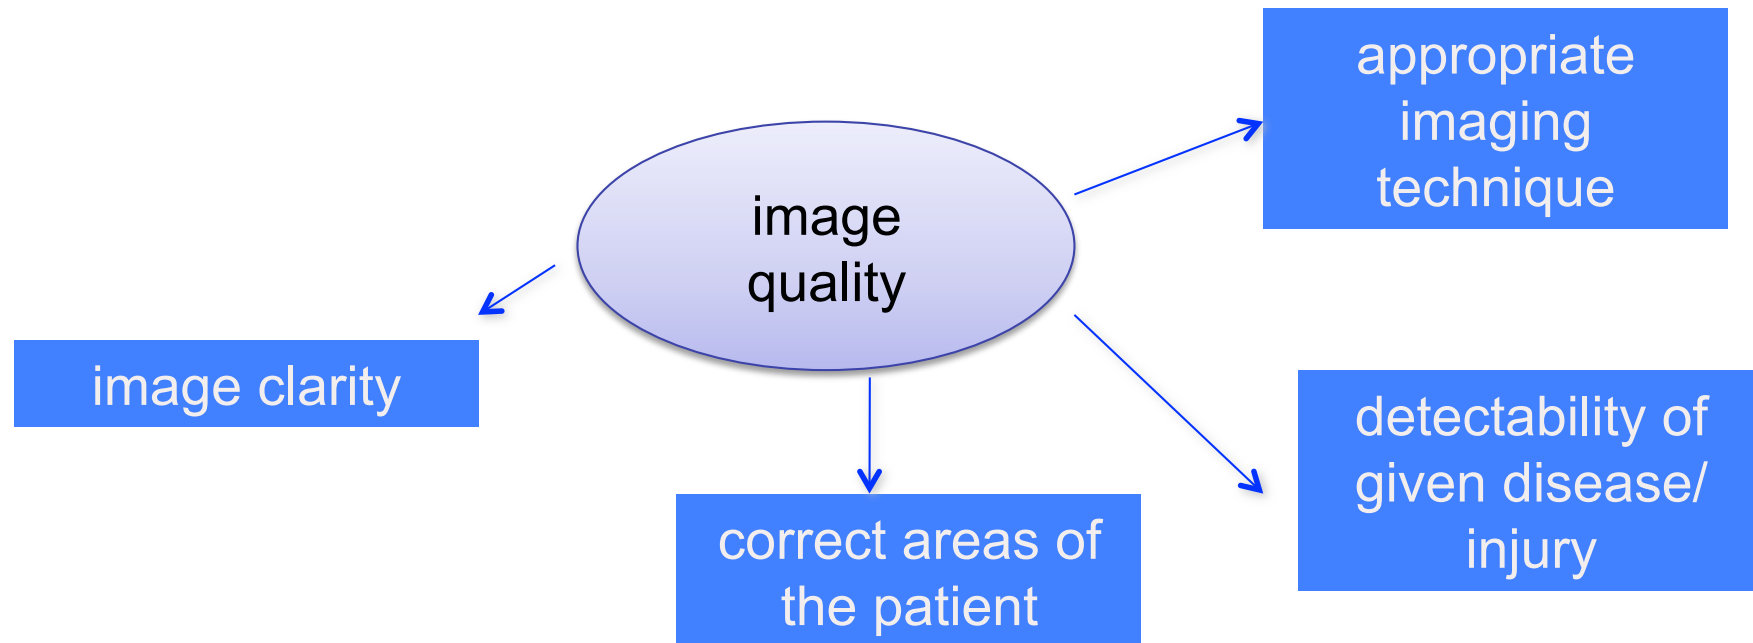 appropriate
imaging
technique
image
quality
image clarity
detectability of
given disease/
injury
correct areas of
the patient